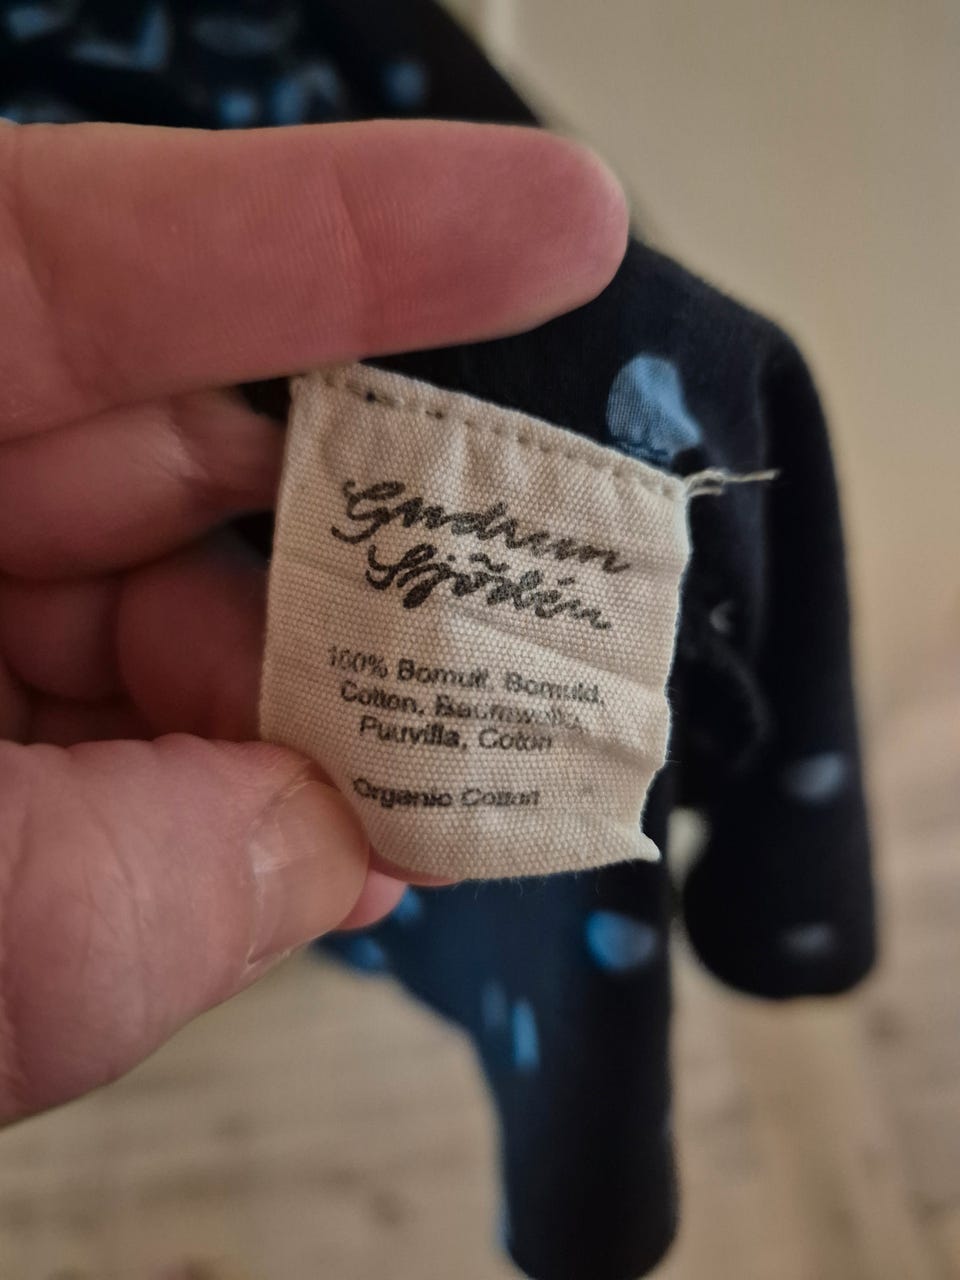 Gudrun
Sjödén
100% Bomull, Bomuld,
Cotton, Baumwolle,
Puuvilla, Coton
Organic Cotton